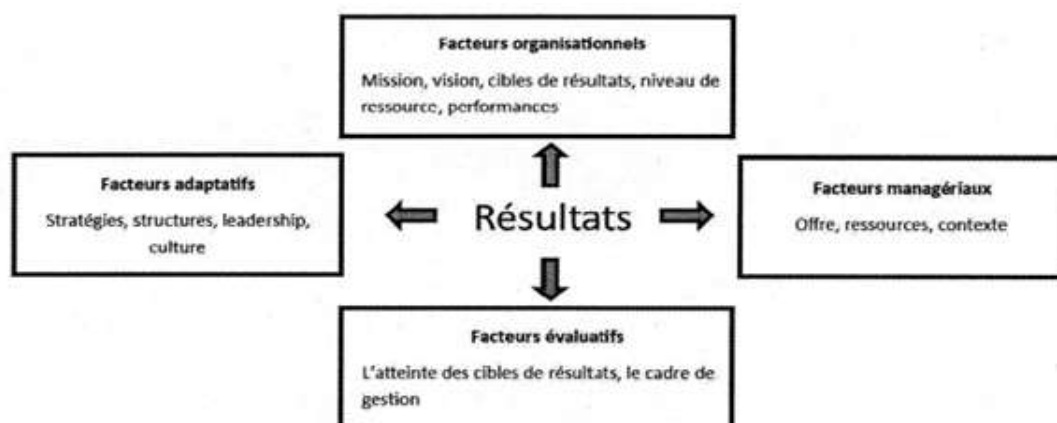 Facteurs organisationnels
Mission, vision, cibles de résultats, niveau de
ressource, performances
Facteurs adaptatifs
Stratégies, structures, leadership,
culture
Résultats
Facteurs managériaux
Offre, ressources, contexte
Facteurs évaluatifs
L'atteinte des cibles de résultats, le cadre de
gestion